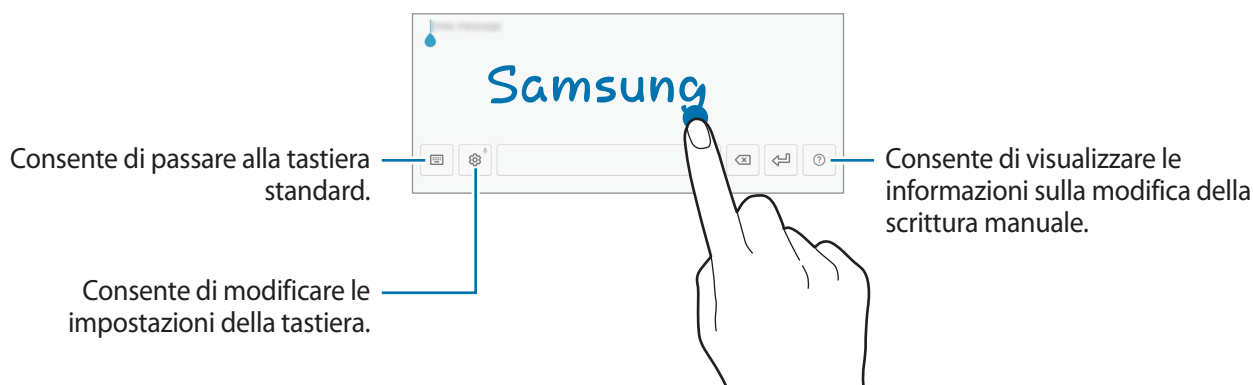 Samsung
Consente di passare alla tastiera
standard.
Consente di modificare le
impostazioni della tastiera.
Consente di visualizzare le
informazioni sulla modifica della
scrittura manuale.